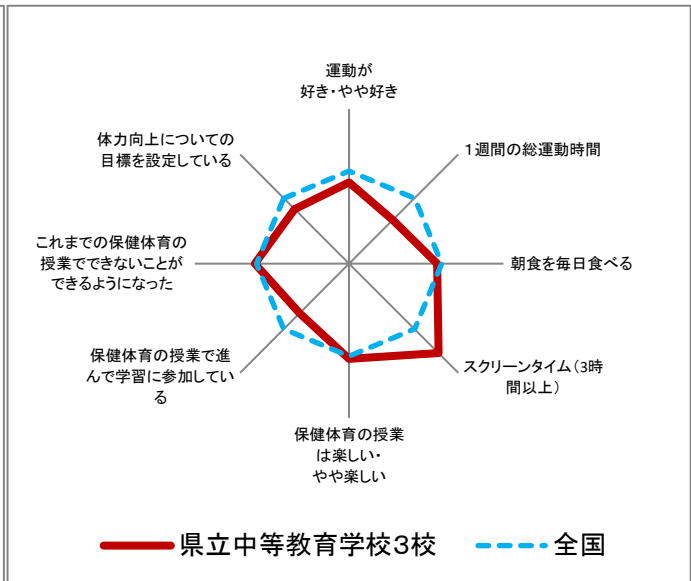 運動が
好き・やや好き
1週間の総運動時間
朝食を毎日食べる
スクリーンタイム（3時
間以上）
保健体育の授業
は楽しい・
やや楽しい
保健体育の授業で進
んで学習に参加してい
る
これまでの保健体育の
授業でできないことが
できるようになった
体力向上についての
目標を設定している
県立中等教育学校3校
全国